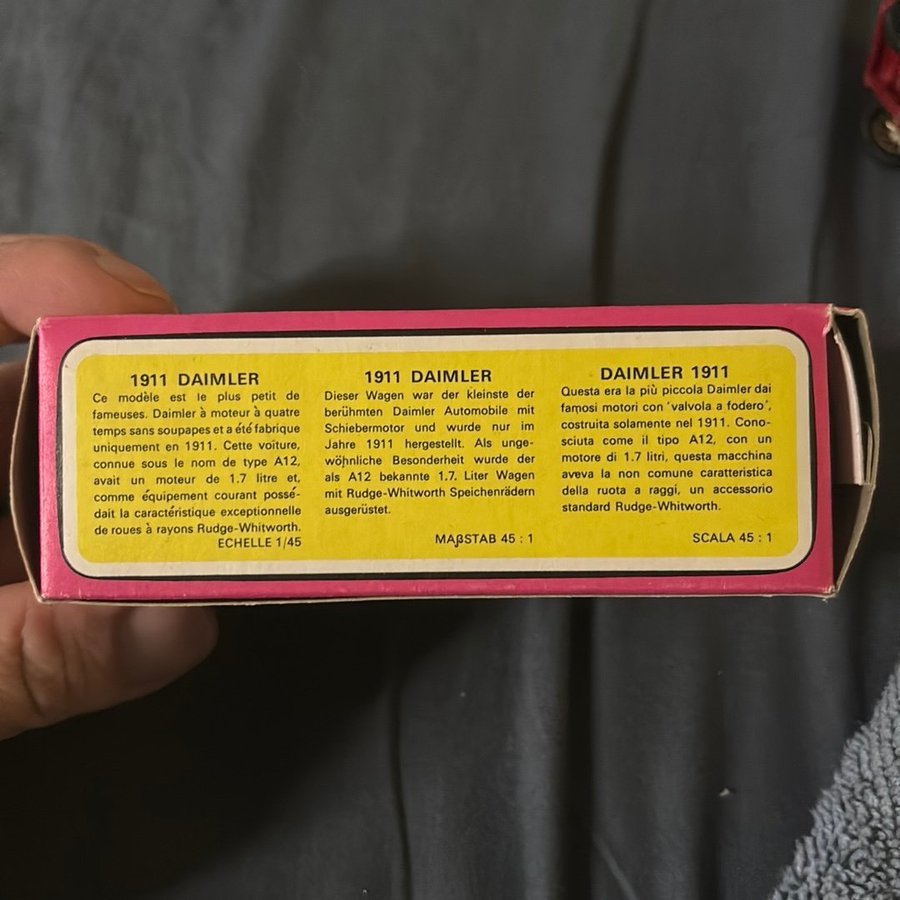 1911 DAIMLER
Ce modèle est le plus petit de
fameuses. Daimler à moteur à quatre
temps sans soupapes et a été fabrique
uniquement en 1911. Cette voiture,
connue sous le nom de type A12,
avait un moteur de 1.7 litre et,
comme équipement courant possé-
dait la caractéristique exceptionelle
de roues à rayons Rudge-Whitworth.
ECHELLE 1/45
1911 DAIMLER
Dieser Wagen war der kleinste der
berühmten Daimler Automobile mit
Schiebermotor und wurde nur im
Jahre 1911 hergestellt. Als unge-
wöhnliche Besonderheit wurde der
als A12 bekannte 1.7. Liter Wagen
mit Rudge-Whitworth Speichenrädern
ausgerüstet.
MAßSTAB 45 : 1
DAIMLER 1911
Questa era la più piccola Daimler dai
famosi motori con 'valvola a fodero',
costruita solamente nel 1911. Cono-
sciuta come il tipo A12, con un
motore di 1.7 litri, questa macchina
aveva la non comune caratteristica
della ruota a raggi, un accessorio
standard Rudge-Whitworth.
SCALA 45 : 1